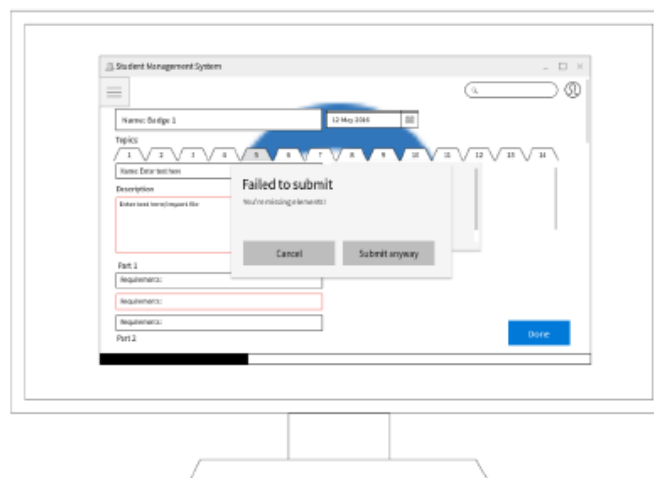 Student Management System
Name: Badge 1
12 May 2016
Topics
1 2 3 4 5 6 7 8 9 10 11 12 13 14
Name: Enter text here
Description
Enter text here/import file
Failed to submit
You're missing elements!
Cancel
Submit anyway
Part 1
Requirements:
Requirements:
Requirements:
Part 2
Done